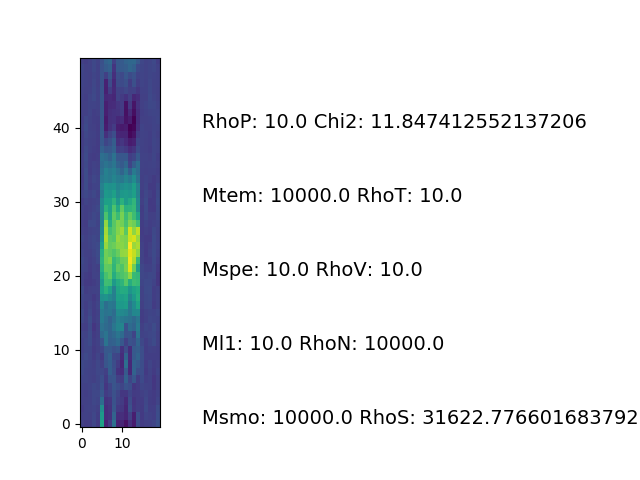 RhoP: 10.0 Chi2: 11.847412552137206
40
Mtem: 10000.0 RhoT: 10.0
30
Mspe: 10.0 RhoV: 10.0
20
Ml1: 10.0 RhoN: 10000.0
10
Msmo: 10000.0 RhoS: 31622.776601683792
0
0 10